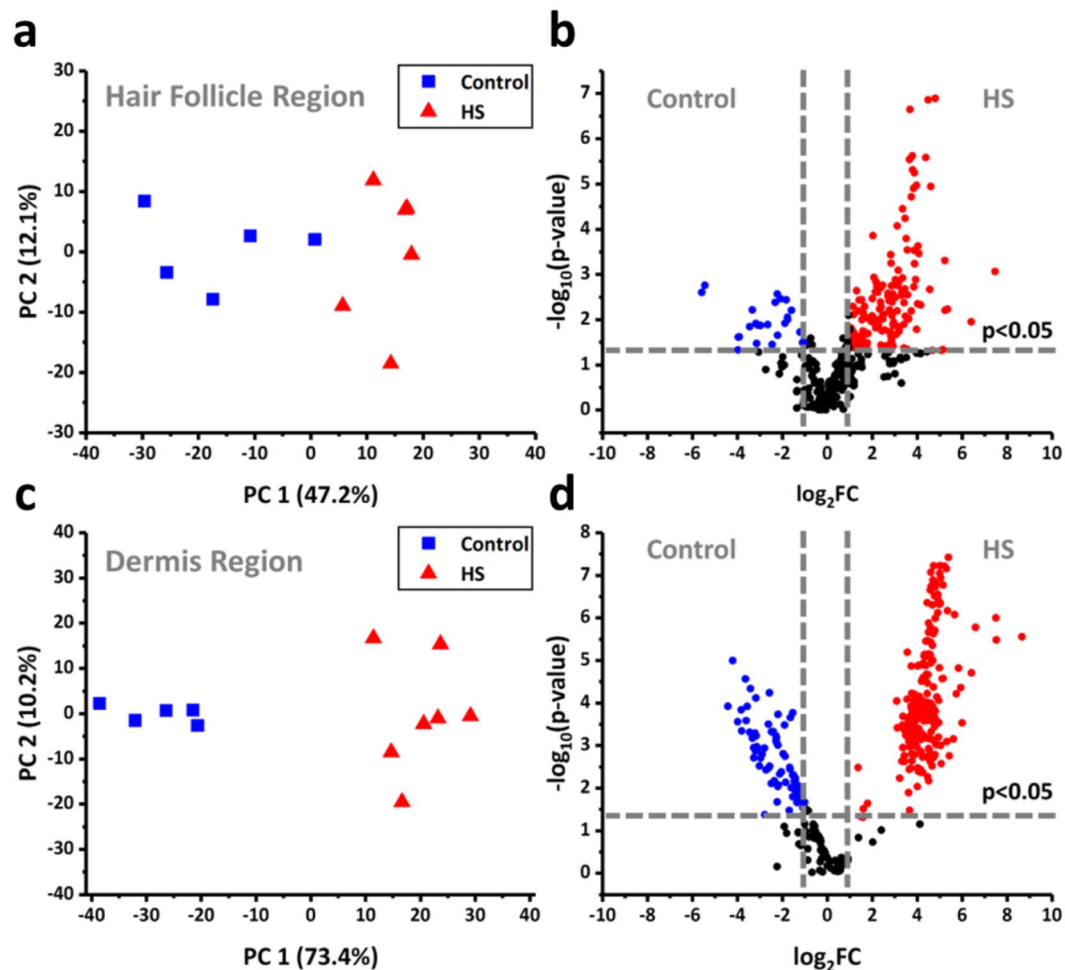 a
30
20
10
0
-10
-20
-30
PC 2 (12.1%)
Hair Follicle Region
Control
HS
-40 -30 -20 -10 0 10 20 30 40
PC 1 (47.2%)
b
7
6
5
4
3
2
1
0
-log10(p-value)
Control
HS
p<0.05
-10 -8 -6 -4 -2 0 2 4 6 8 10
log2FC
c
40
30
20
10
0
-10
-20
-30
-40
PC 2 (10.2%)
Dermis Region
Control
HS
-40 -30 -20 -10 0 10 20 30 40
PC 1 (73.4%)
d
8
7
6
5
4
3
2
1
0
-log10(p-value)
Control
HS
p<0.05
-10 -8 -6 -4 -2 0 2 4 6 8 10
log2FC